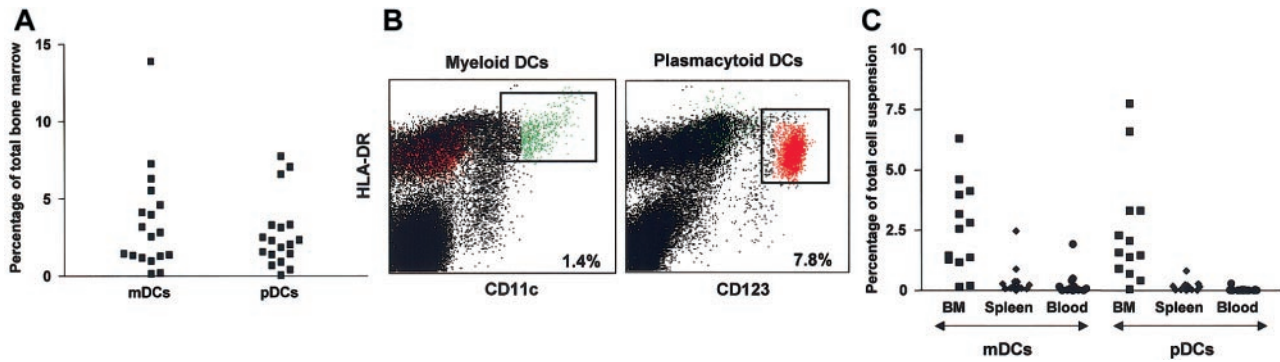 A
Percentage of total bone marrow
15
10
5
0
mDCs pDCs
B
Myeloid DCs Plasmacytoid DCs
HLA-DR
1.4% 7.8%
CD11c CD123
C
Percentage of total cell suspension
10
7.5
5.0
2.5
0
BM Spleen Blood BM Spleen Blood
mDCs pDCs